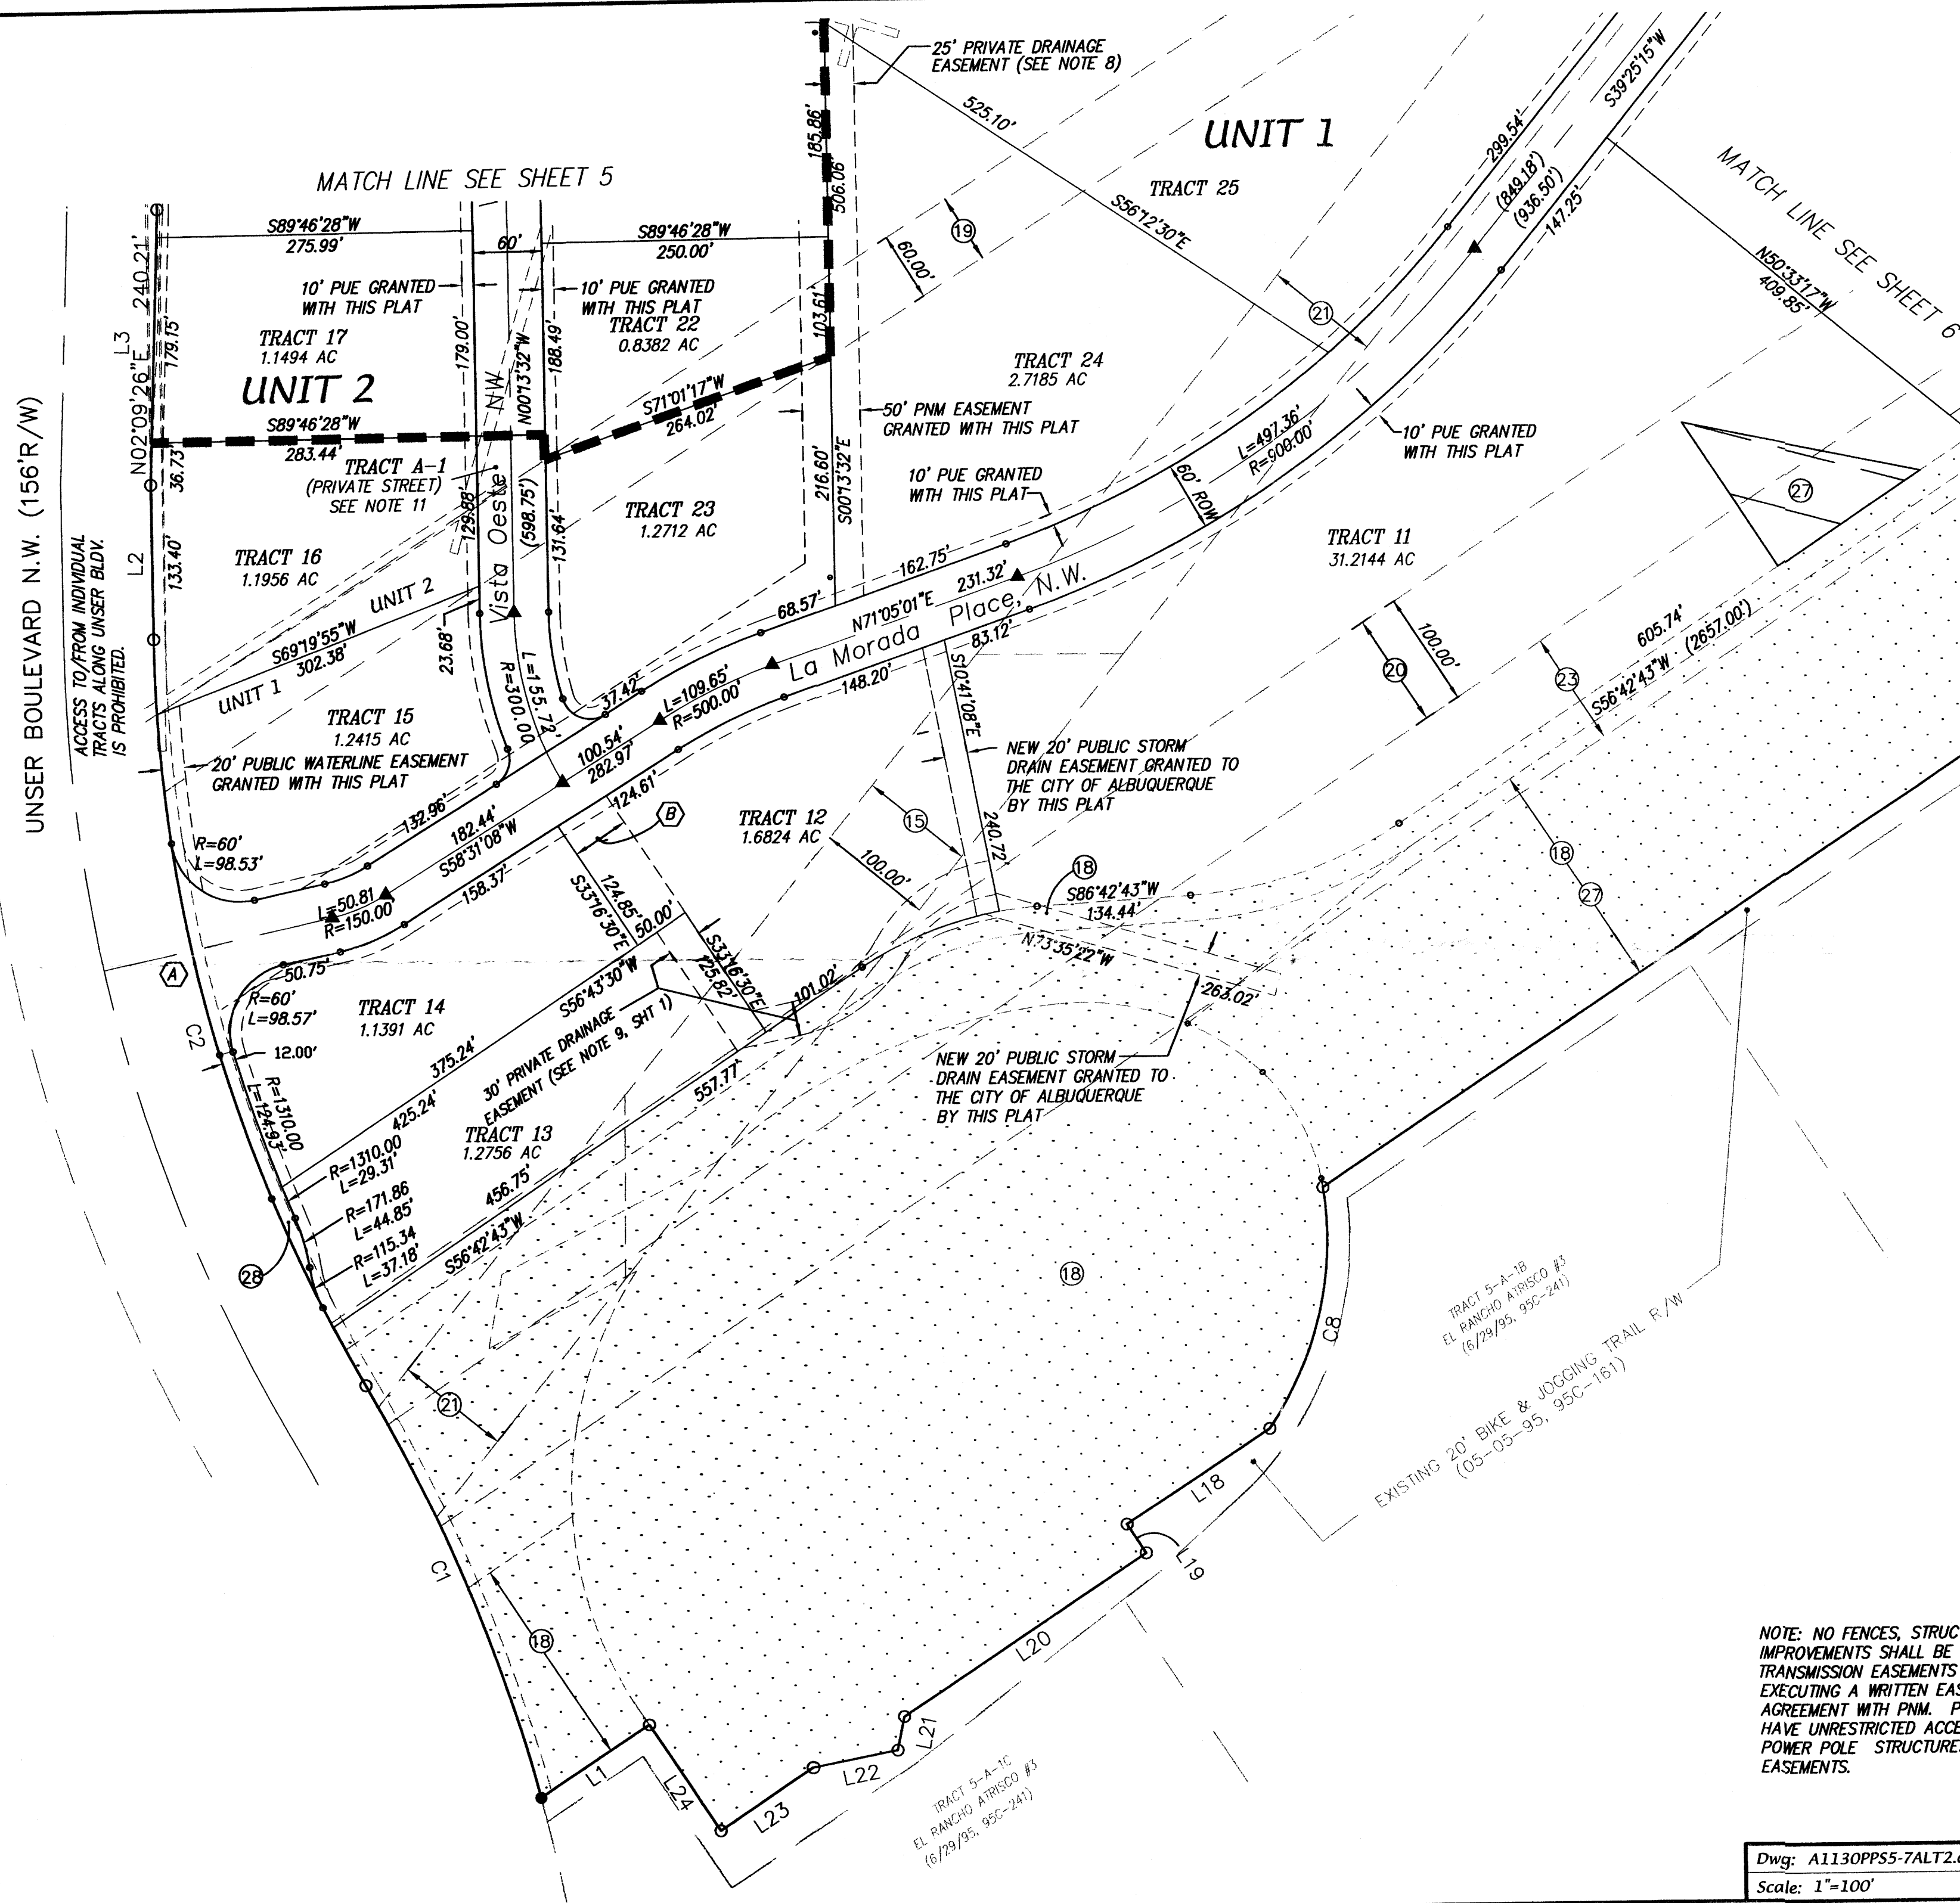 25' PRIVATE DRAINAGE
EASEMENT (SEE NOTE 8)
525.10'
UNIT 1
TRACT 25
S56°12'30"E
185.86'
506.06'
299.54'
(849.18')
(936.50')
147.25'
S39°25'15"W
MATCH LINE SEE SHEET 6
N50°33'17"W
409.85'
MATCH LINE SEE SHEET 5
S89°46'28"W
275.99'
60'
S89°46'28"W
250.00'
19
60.00'
21
10' PUE GRANTED
WITH THIS PLAT
10' PUE GRANTED
WITH THIS PLAT
TRACT 17
1.1494 AC
TRACT 22
0.8382 AC
103.61'
UNIT 2
L3
N02°09'26"E 240.21'
179.15'
179.00'
N00°13'32"W
188.49'
S71°01'17"W
264.02'
TRACT 24
2.7185 AC
50' PNM EASEMENT
GRANTED WITH THIS PLAT
S89°46'28"W
283.44'
36.73'
TRACT A-1
(PRIVATE STREET)
SEE NOTE 11
129.88'
Vista Oeste NW
(598.75')
131.64'
216.60'
S00°13'32"E
10' PUE GRANTED
WITH THIS PLAT
60' ROW
L=497.36'
R=900.00'
10' PUE GRANTED
WITH THIS PLAT
27
UNSER BOULEVARD N.W. (156'R/W)
ACCESS TO/FROM INDIVIDUAL
TRACTS ALONG UNSER BLDV.
IS PROHIBITED.
L2
133.40'
TRACT 16
1.1956 AC
TRACT 23
1.2712 AC
TRACT 11
31.2144 AC
UNIT 2
S69°19'55"W
302.38'
UNIT 1
23.68'
L=155.72'
R=300.00
68.57'
162.75'
N71°05'01"E
231.32'
La Morada Place, N.W.
83.12'
148.20'
S10°41'08"E
37.42'
L=109.65'
R=500.00'
100.54'
282.97'
124.61'
20
100.00'
23
605.74'
S56°42'43"W (2657.00')
TRACT 15
1.2415 AC
20' PUBLIC WATERLINE EASEMENT
GRANTED WITH THIS PLAT
NEW 20' PUBLIC STORM
DRAIN EASEMENT GRANTED TO
THE CITY OF ALBUQUERQUE
BY THIS PLAT
B
TRACT 12
1.6824 AC
15
240.72'
100.00'
18
R=60'
L=98.53'
132.96'
182.44'
S58°31'08"W
158.37'
L=50.81
R=150.00'
S86°42'43"W
134.44'
18
27
124.85'
S33°16'30"E
50.00'
S33°16'30"E
125.82'
N73°35'22"W
263.02'
101.02'
A
50.75'
R=60'
L=98.57'
TRACT 14
1.1391 AC
S56°43'30"W
375.24'
425.24'
30' PRIVATE DRAINAGE
EASEMENT (SEE NOTE 9, SHT 1)
557.77'
NEW 20' PUBLIC STORM
DRAIN EASEMENT GRANTED TO
THE CITY OF ALBUQUERQUE
BY THIS PLAT
C2
12.00'
R=1310.00
L=124.93'
TRACT 13
1.2756 AC
R=1310.00
L=29.31'
R=171.86
L=44.85'
R=115.34
L=37.18'
456.75'
S56°42'43"W
28
18
C8
TRACT 5-A-1B
EL RANCHO ATRISCO #3
(6/29/95, 95C-241)
EXISTING 20' BIKE & JOGGING TRAIL R/W
(05-05-95, 95C-161)
21
C1
18
L18
L19
L20
L21
L22
L23
L24
L1
TRACT 5-A-1C
EL RANCHO ATRISCO #3
(6/29/95, 95C-241)
NOTE: NO FENCES, STRUC
IMPROVEMENTS SHALL BE
TRANSMISSION EASEMENTS
EXECUTING A WRITTEN EAS
AGREEMENT WITH PNM. P
HAVE UNRESTRICTED ACCE
POWER POLE STRUCTURE
EASEMENTS.
Dwg: A1130PPS5-7ALT2.
Scale: 1"=100'